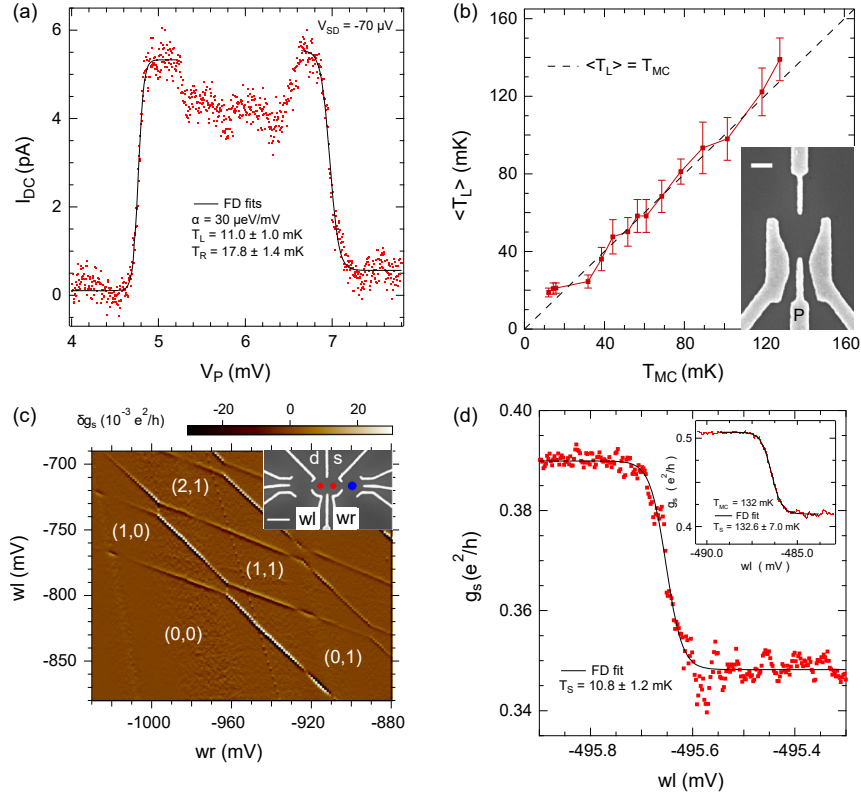 (a)
V_SD = -70 µV
6
4
2
0
I_DC (pA)
FD fits
α = 30 µeV/mV
T_L = 11.0 ± 1.0 mK
T_R = 17.8 ± 1.4 mK
4
5
6
7
V_P (mV)
(b)
<T_L> = T_MC
160
120
80
40
0
<T_L> (mK)
P
0
40
80
120
160
T_MC (mK)
(c)
δg_s (10^-3 e^2/h)
-20
0
20
-700
-750
-800
-850
wl (mV)
d
s
wl
wr
(2,1)
(1,0)
(1,1)
(0,0)
(0,1)
-1000
-960
-920
-880
wr (mV)
(d)
0.40
0.38
0.36
0.34
g_s (e^2/h)
0.5
0.4
g_s (e^2/h)
T_MC = 132 mK
FD fit
T_S = 132.6 ± 7.0 mK
-490
-485
wl ( mV )
FD fit
T_S = 10.8 ± 1.2 mK
-495.8
-495.6
-495.4
wl (mV)